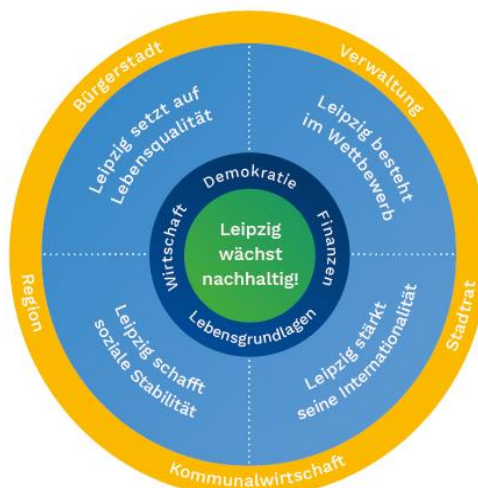 Bürgerstadt
Verwaltung
Leipzig setzt auf
Lebensqualität
Leipzig besteht
im Wettbewerb
Demokratie
Wirtschaft
Finanzen
Leipzig
wächst
nachhaltig!
Lebensgrundlagen
Region
Stadtrat
Leipzig schafft
soziale Stabilität
Leipzig stärkt
seine Internationalität
Kommunalwirtschaft